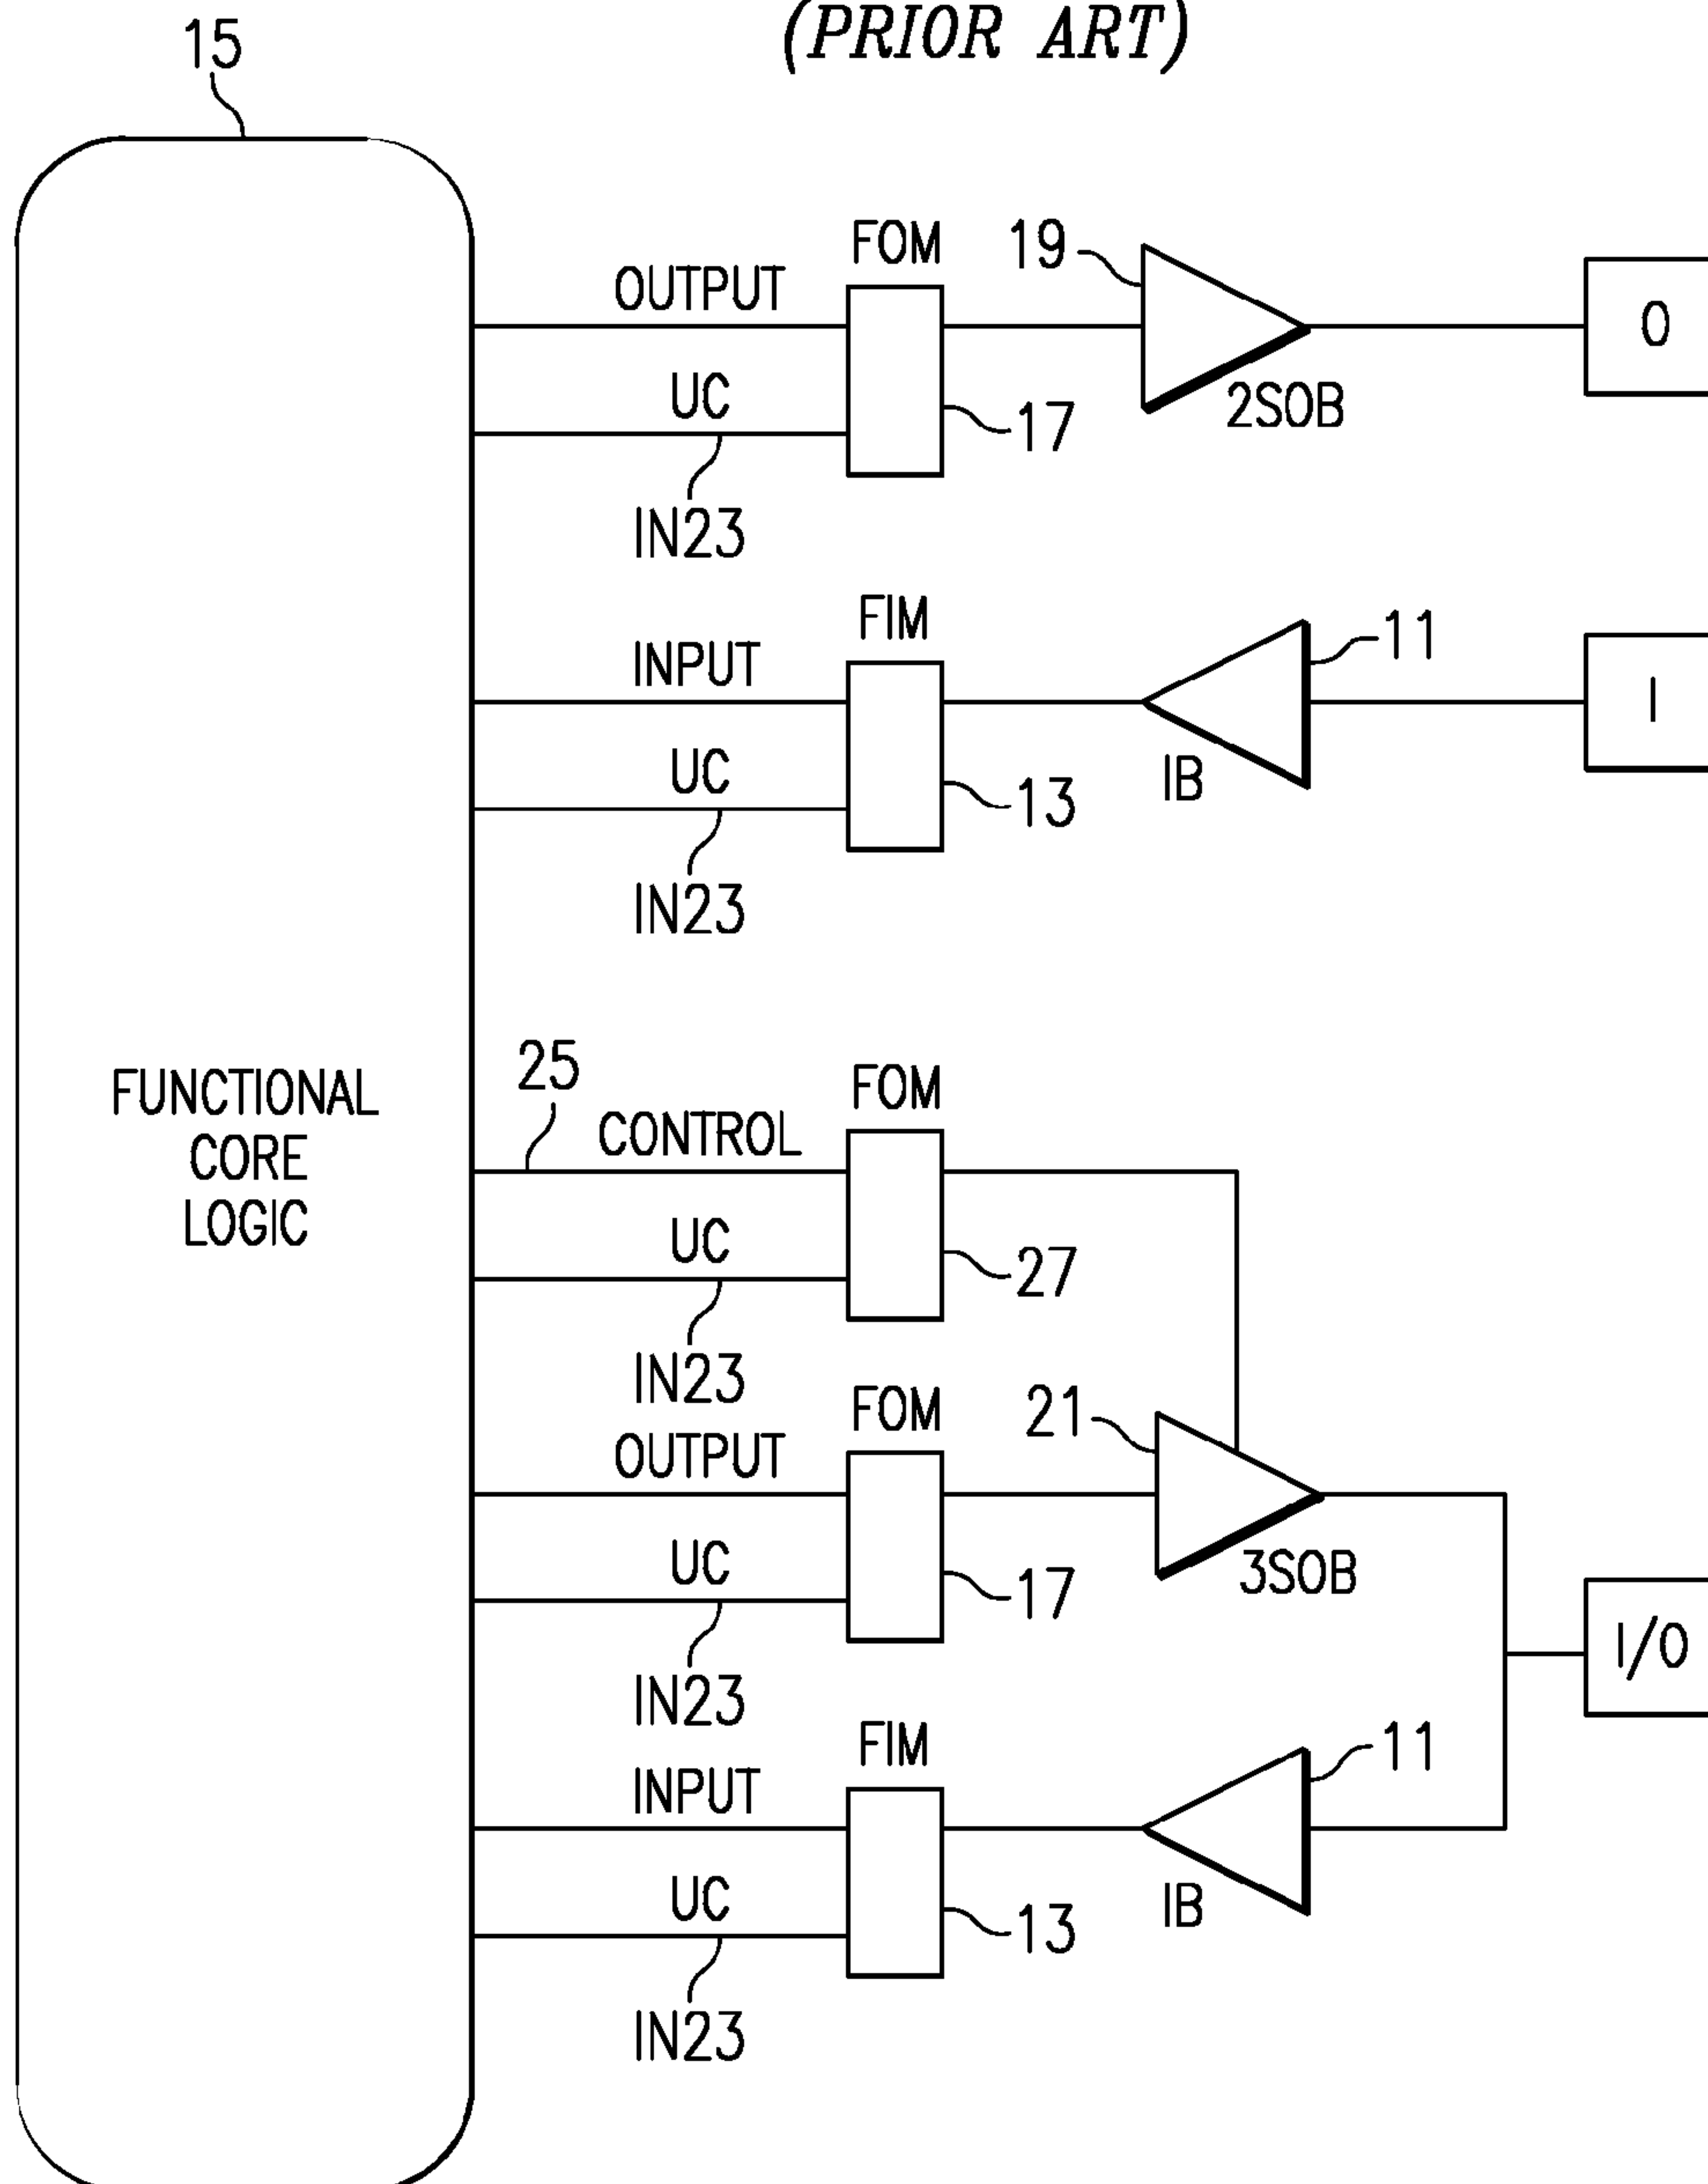 (PRIOR ART)
15
FOM
19
OUTPUT
O
UC
2SOB
17
IN23
FIM
11
INPUT
I
UC
IB
13
IN23
25
FOM
FUNCTIONAL
CORE
LOGIC
CONTROL
UC
27
IN23
FOM
21
OUTPUT
UC
3SOB
17
I/O
IN23
FIM
11
INPUT
UC
IB
13
IN23